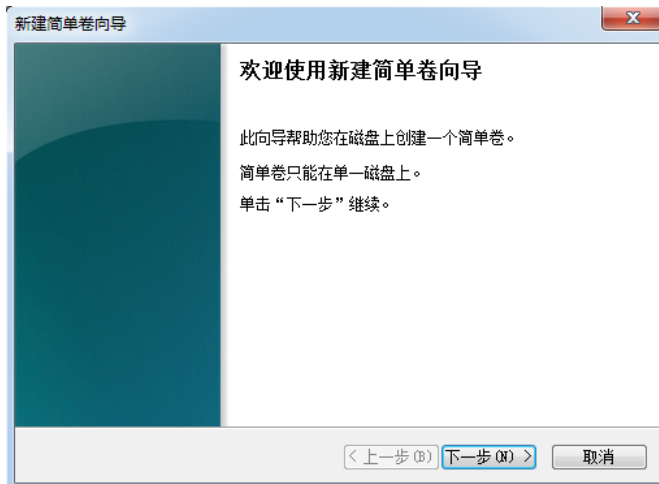 新建简单卷向导
欢迎使用新建简单卷向导
此向导帮助您在磁盘上创建一个简单卷。
简单卷只能在单一磁盘上。
单击“下一步”继续。
< 上一步(B) 下一步(N) > 取消